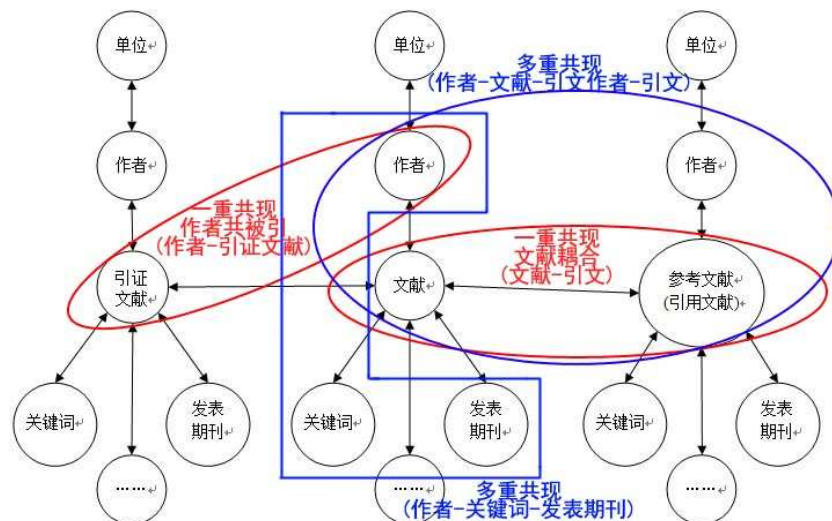 单位
单位
单位
多重共现
(作者-文献-引文作者-引文)
作者
作者
作者
一重共现
作者共被引
(作者-引证文献)
一重共现
文献耦合
(文献-引文)
引证
文献
文献
参考文献
(引用文献)
关键词
发表
期刊
关键词
发表
期刊
关键词
发表
期刊
……
……
……
多重共现
(作者-关键词-发表期刊)